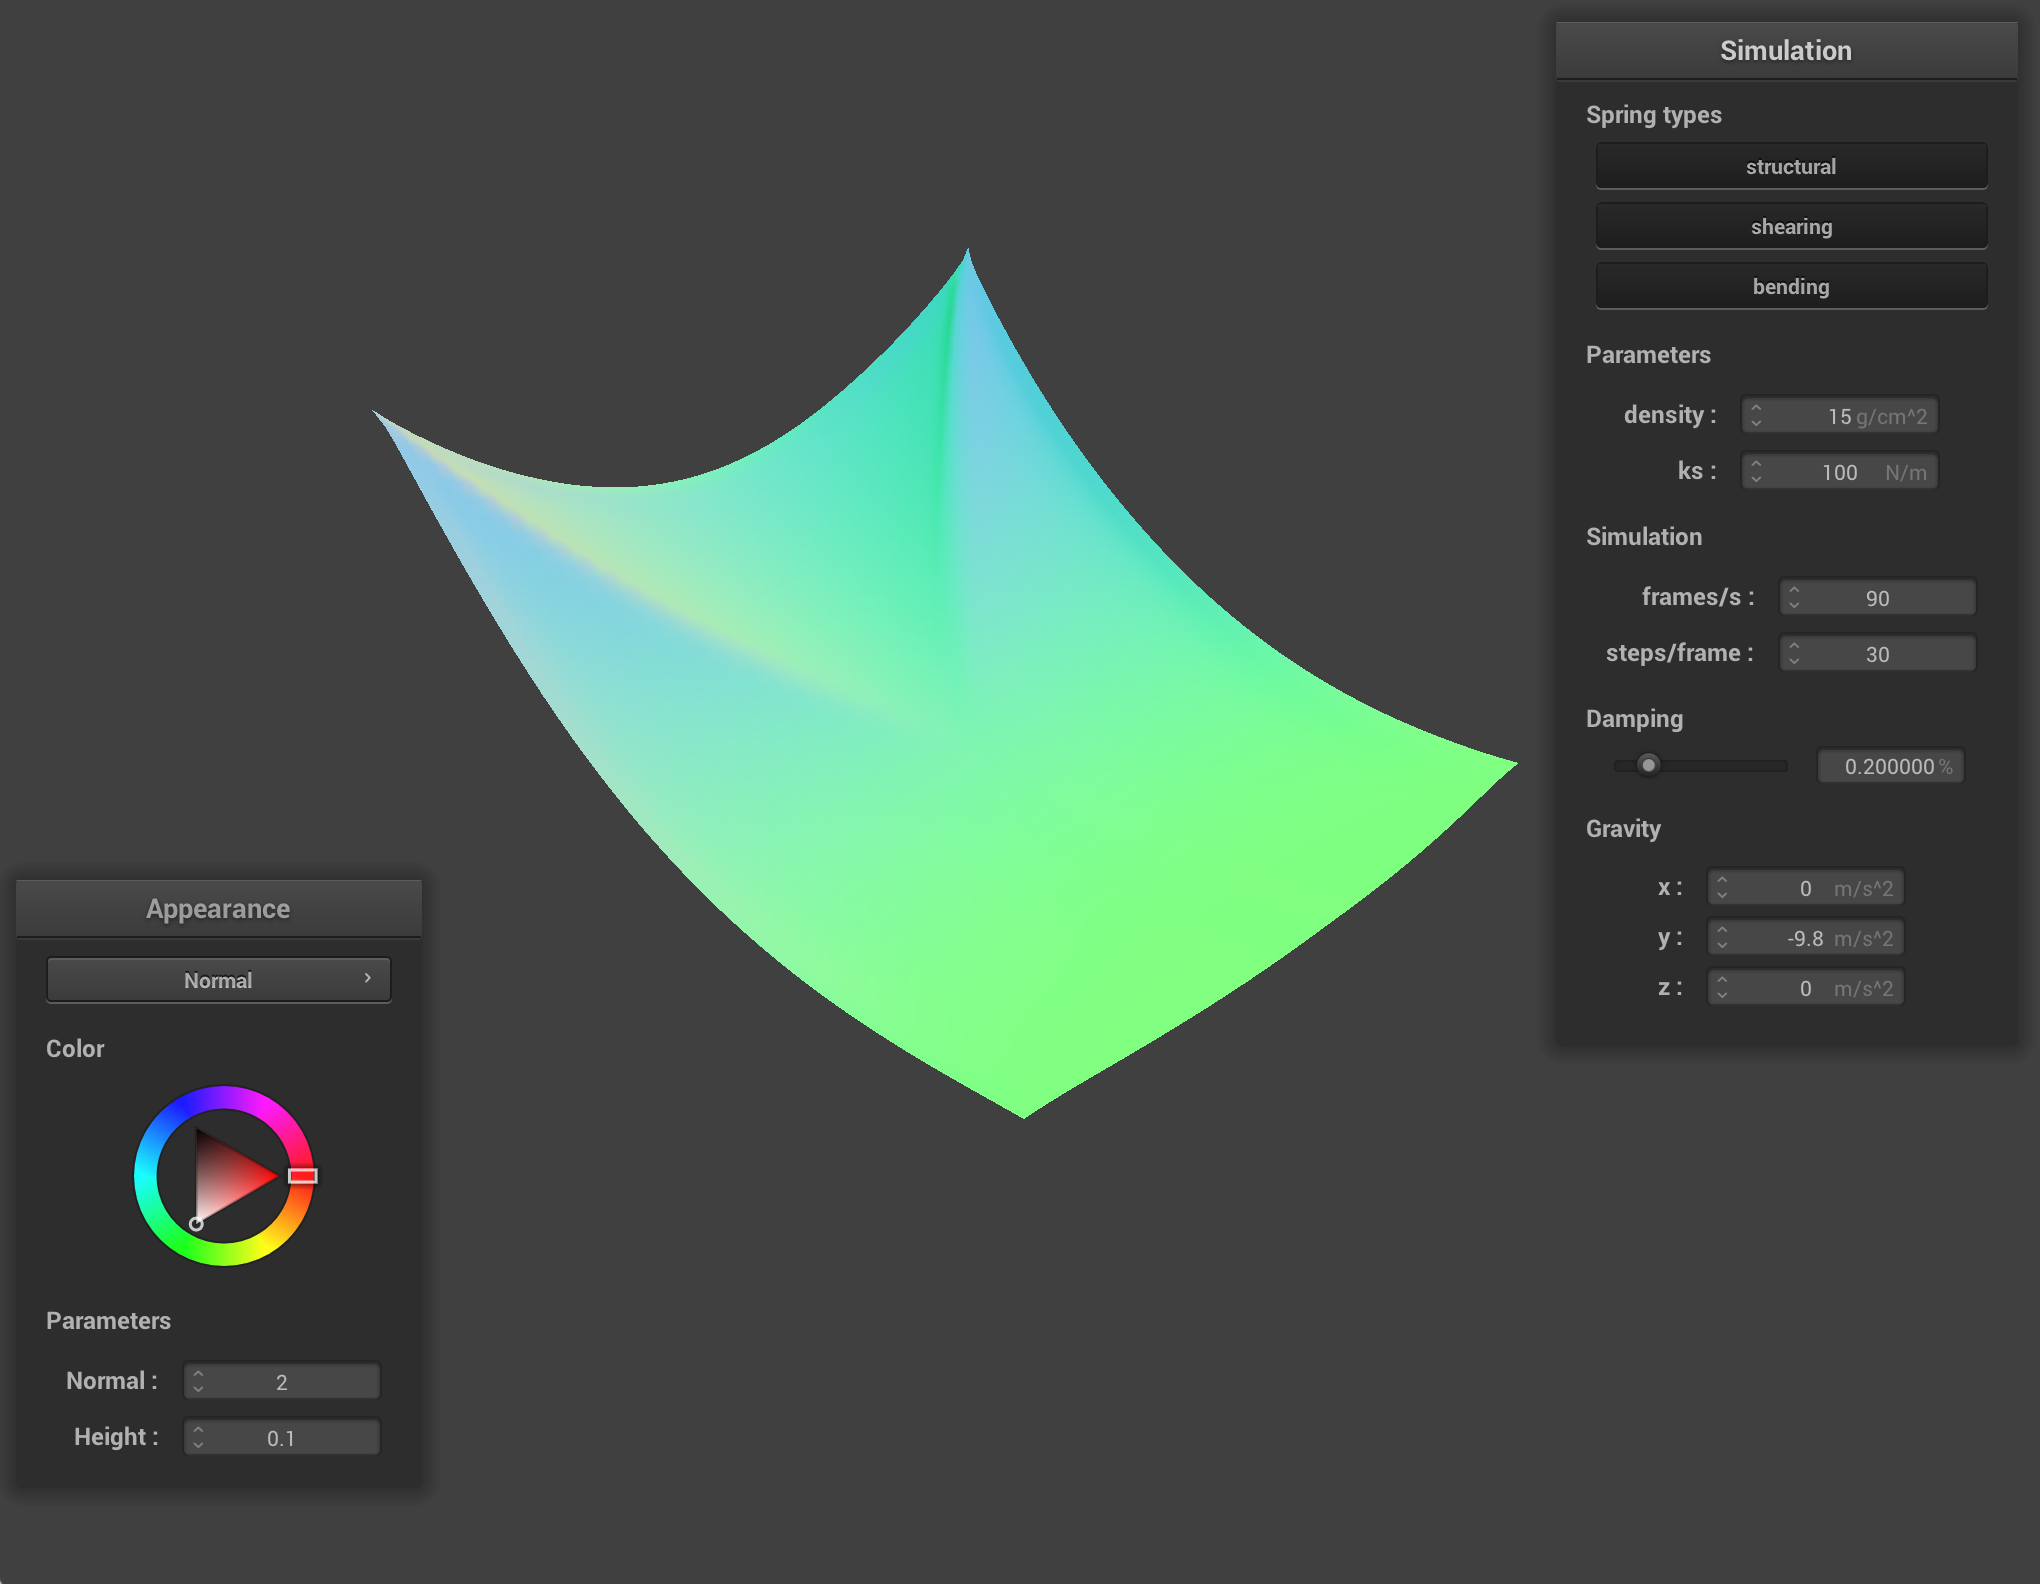 Simulation
Spring types
structural
shearing
bending
Parameters
density : 15 g/cm^2
ks : 100 N/m
Simulation
frames/s : 90
steps/frame : 30
Damping
0.200000 %
Gravity
x : 0 m/s^2
y : -9.8 m/s^2
z : 0 m/s^2
Appearance
Normal
Color
Parameters
Normal : 2
Height : 0.1